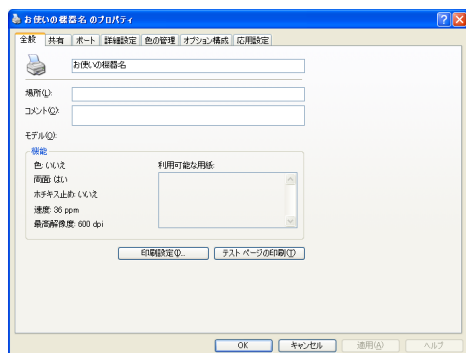 お使いの機器名 のプロパティ
全般 共有 ポート 詳細設定 色の管理 オプション構成 応用設定
お使いの機器名
場所(L):
コメント(C):
モデル(O):
機能
色: いいえ 利用可能な用紙:
両面: はい
ホチキス止め: いいえ
速度: 36 ppm
最高解像度: 600 dpi
印刷設定(I)... テスト ページの印刷(T)
OK キャンセル 適用(A) ヘルプ